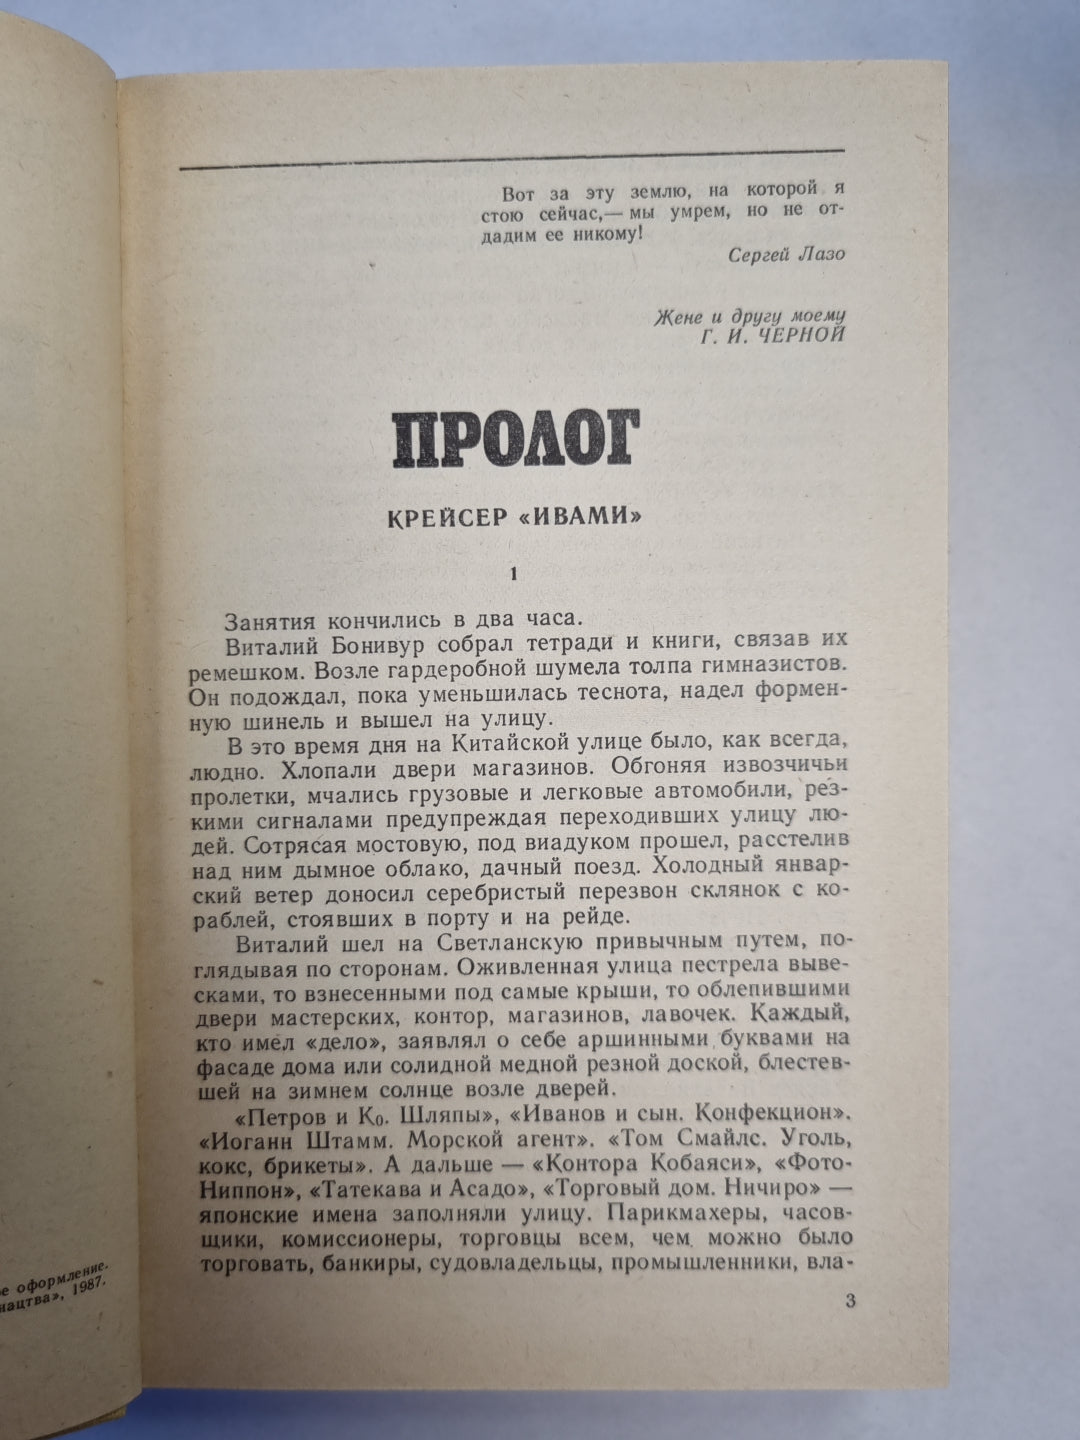 Вот за эту землю, на которой я
стою сейчас,— мы умрем, но не от-
дадим ее никому!
Сергей Лазо
Жене и другу моему
Г. И. ЧЕРНОЙ
ПРОЛОГ
КРЕЙСЕР «ИВАМИ»
1
Занятия кончились в два часа.
Виталий Бонивур собрал тетради и книги, связав их
ремешком. Возле гардеробной шумела толпа гимназистов.
Он подождал, пока уменьшилась теснота, надел формен-
ную шинель и вышел на улицу.
В это время дня на Китайской улице было, как всегда,
людно. Хлопали двери магазинов. Обгоняя извозчичьи
пролетки, мчались грузовые и легковые автомобили, рез-
кими сигналами предупреждая переходивших улицу лю-
дей. Сотрясая мостовую, под виадуком прошел, расстелив
над ним дымное облако, дачный поезд. Холодный январ-
ский ветер доносил серебристый перезвон склянок с ко-
раблей, стоявших в порту и на рейде.
Виталий шел на Светланскую привычным путем, по-
глядывая по сторонам. Оживленная улица пестрела выве-
сками, то взнесенными под самые крыши, то облепившими
двери мастерских, контор, магазинов, лавочек. Каждый,
кто имел «дело», заявлял о себе аршинными буквами на
фасаде дома или солидной медной резной доской, блестев-
шей на зимнем солнце возле дверей.
«Петров и Ко. Шляпы», «Иванов и сын. Конфекцион».
«Иоганн Штамм. Морской агент». «Том Смайлс. Уголь,
кокс, брикеты». А дальше — «Контора Кобаяси», «Фото-
Ниппон», «Татекава и Асадо», «Торговый дом. Ничиро» —
японские имена заполняли улицу. Парикмахеры, часов-
щики, комиссионеры, торговцы всем, чем можно было
торговать, банкиры, судовладельцы, промышленники, вла-
3
е оформление.
нацтва», 1987.